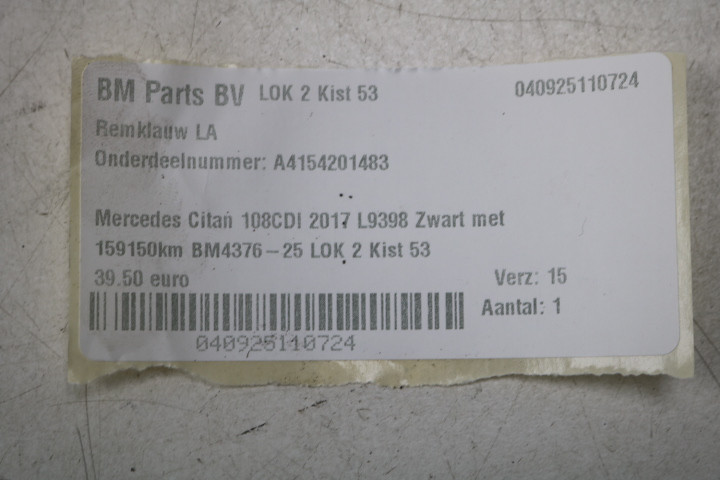 BM Parts BV LOK 2 Kist 53 040925110724
Remklauw LA
Onderdeelnummer: A4154201483
Mercedes Citan 108CDI 2017 L9398 Zwart met
159150km BM4376-25 LOK 2 Kist 53
39.50 euro Verz: 15
Aantal: 1
040925110724